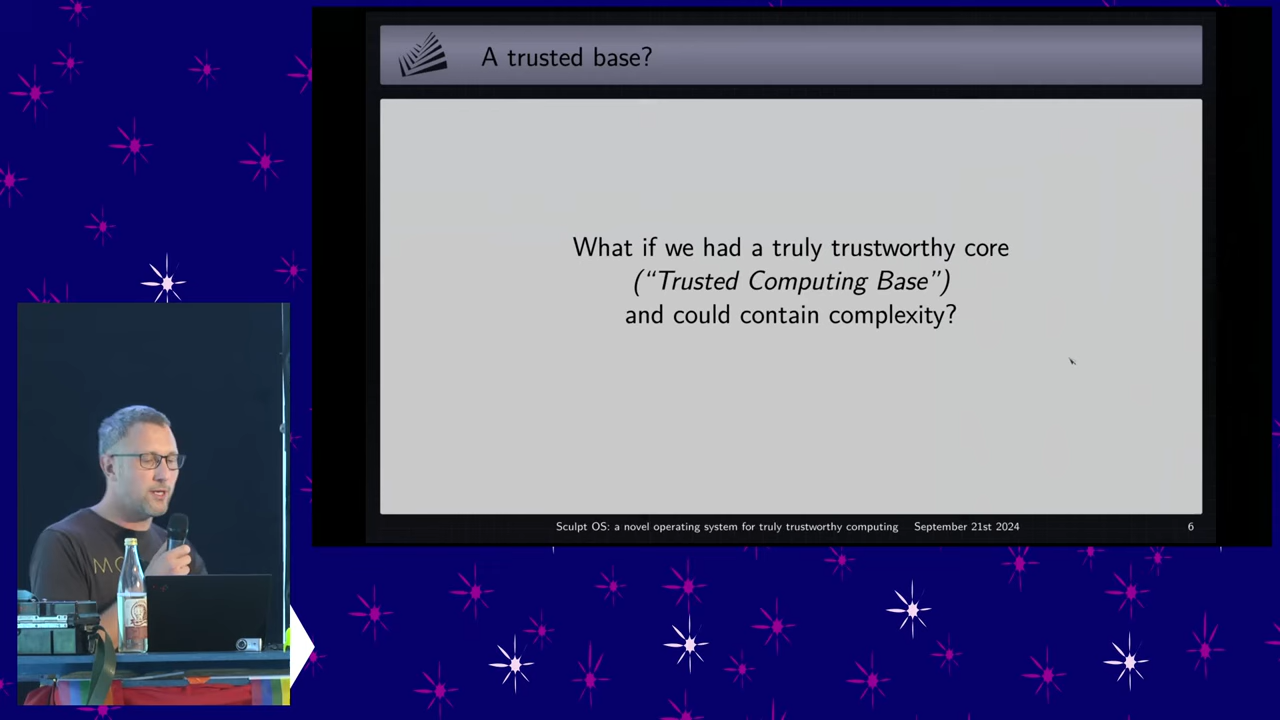 A trusted base?
What if we had a truly trustworthy core
(“Trusted Computing Base”)
and could contain complexity?
Sculpt OS: a novel operating system for truly trustworthy computing September 21st 2024 6